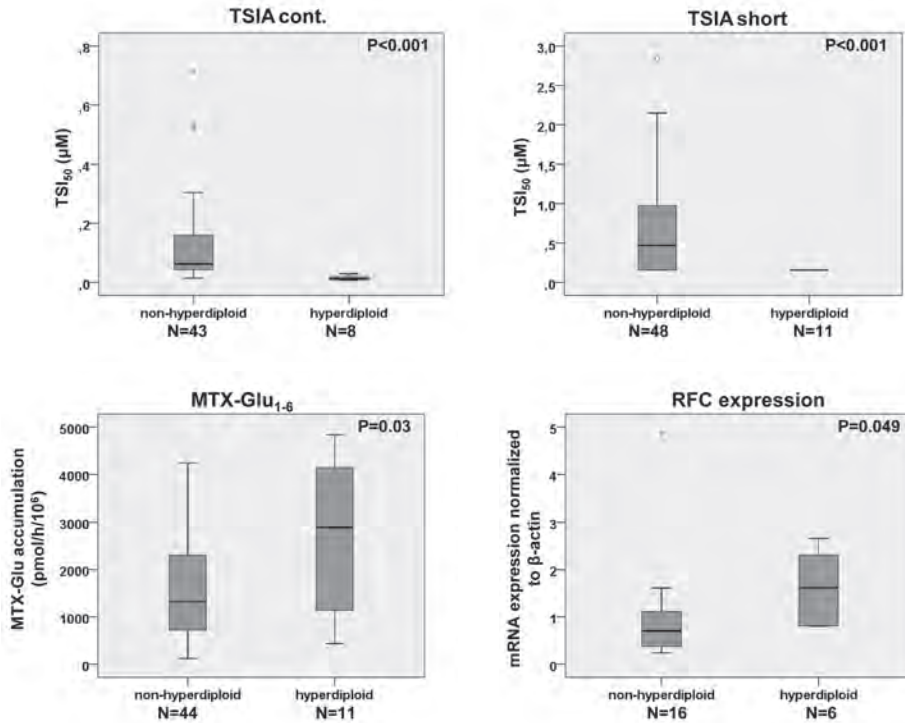 TSIA cont.
P<0.001
TSI50 (µM)
,8
,6
,4
,2
,0
non-hyperdiploid
N=43
hyperdiploid
N=8
TSIA short
P<0.001
TSI50 (µM)
3,0
2,5
2,0
1,5
1,0
,5
,0
non-hyperdiploid
N=48
hyperdiploid
N=11
MTX-Glu1-6
P=0.03
MTX-Glu accumulation
(pmol/h/10⁶)
5000
4000
3000
2000
1000
0
non-hyperdiploid
N=44
hyperdiploid
N=11
RFC expression
P=0.049
mRNA expression normalized
to β-actin
5
4
3
2
1
0
non-hyperdiploid
N=16
hyperdiploid
N=6